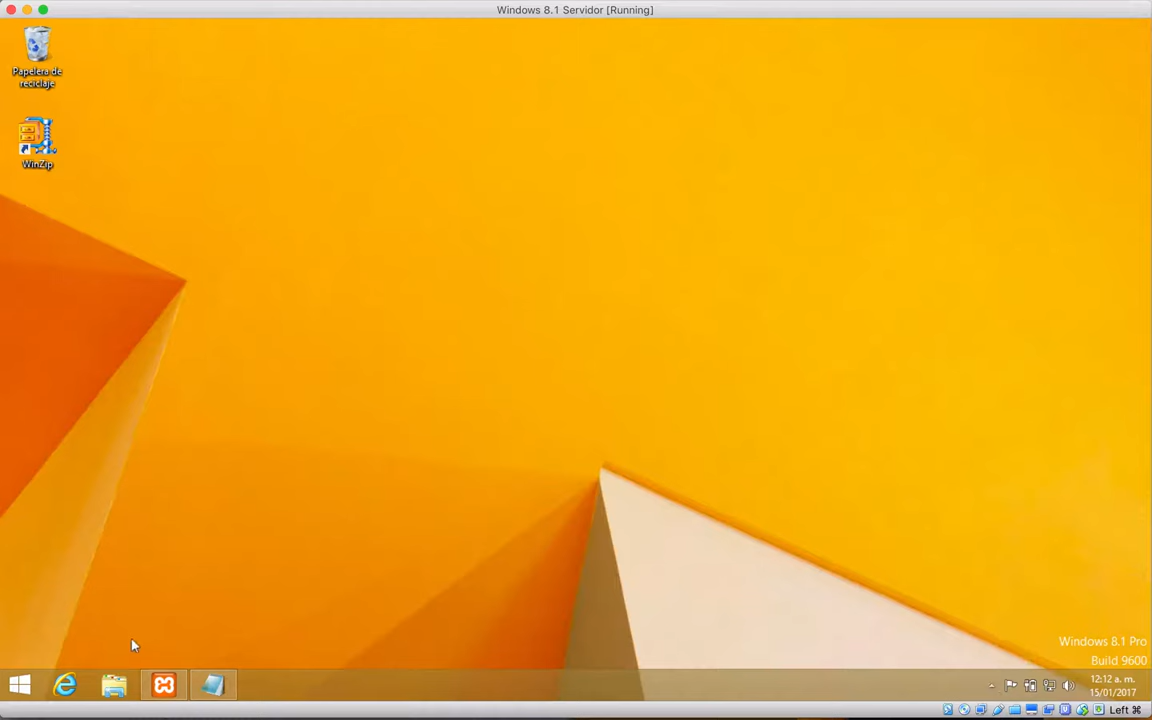 Windows 8.1 Servidor [Running]
Papelera de
reciclaje
WinZip
Windows 8.1 Pro
Build 9600
12:12 a. m.
15/01/2017
Left ⌘